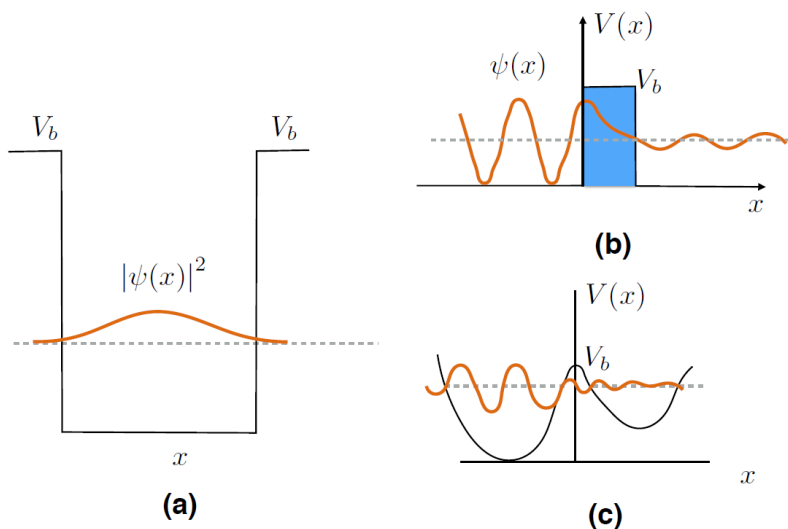 V_b V_b
|ψ(x)|^2
x
(a)
V(x)
ψ(x)
V_b
x
(b)
V(x)
V_b
x
(c)